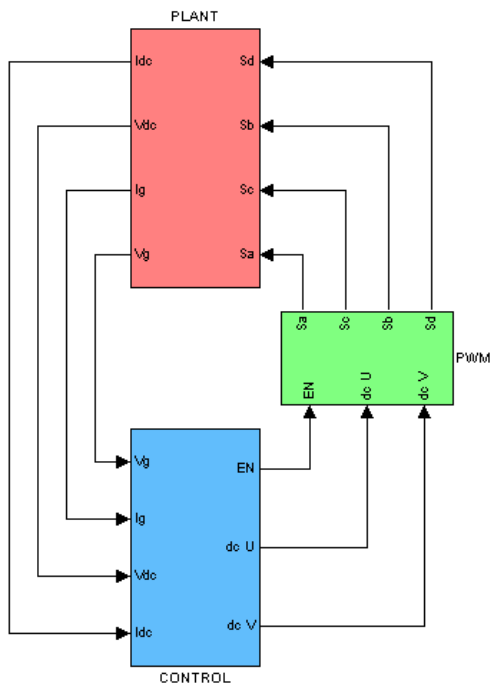 PLANT
Idc Sd
Vdc Sb
Ig Sc
Vg Sa
Sa Sc Sb Sd
PWM
EN dc U dc V
Vg EN
Ig
dc U
Vdc
dc V
Idc
CONTROL